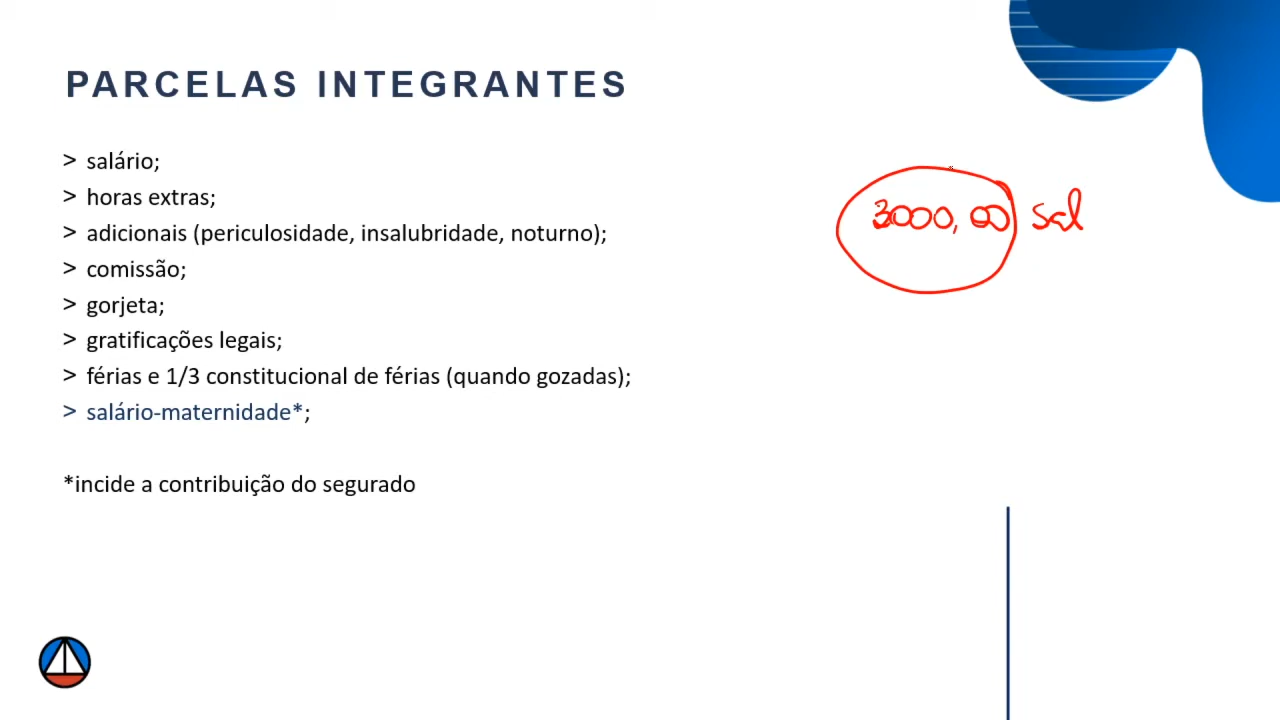 PARCELAS INTEGRANTES
> salário;
> horas extras;
> adicionais (periculosidade, insalubridade, noturno);
> comissão;
> gorjeta;
> gratificações legais;
> férias e 1/3 constitucional de férias (quando gozadas);
> salário-maternidade*;
*incide a contribuição do segurado
3000,00 sal